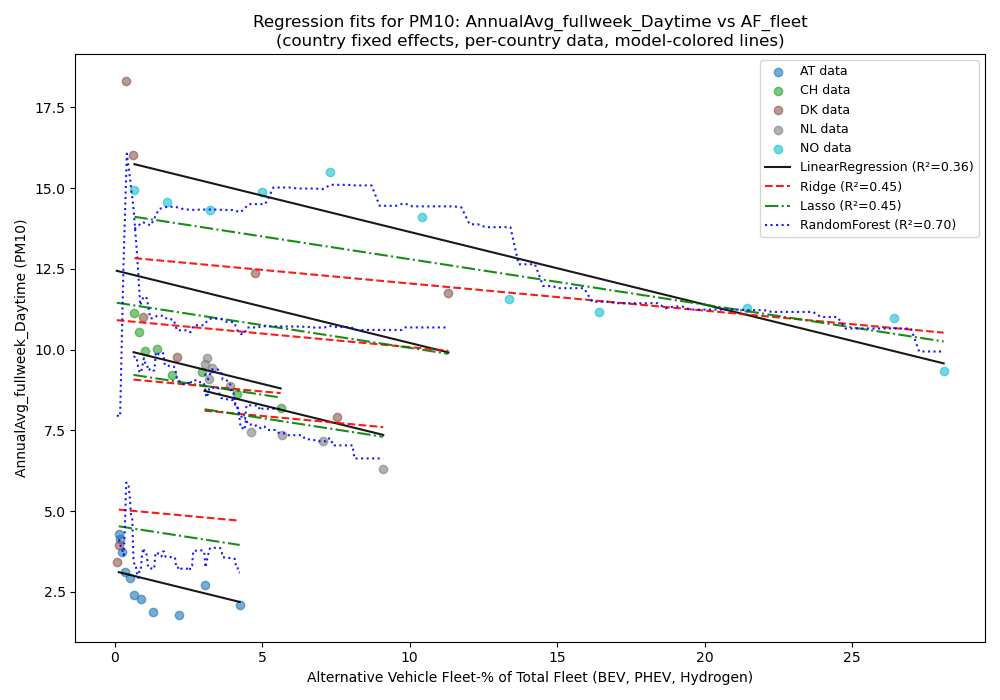 Regression fits for PM10: AnnualAvg_fullweek_Daytime vs AF_fleet
(country fixed effects, per-country data, model-colored lines)
AnnualAvg_fullweek_Daytime (PM10)
17.5
15.0
12.5
10.0
7.5
5.0
2.5
AT data
CH data
DK data
NL data
NO data
LinearRegression (R²=0.36)
Ridge (R²=0.45)
Lasso (R²=0.45)
RandomForest (R²=0.70)
0
5
10
15
20
25
Alternative Vehicle Fleet-% of Total Fleet (BEV, PHEV, Hydrogen)